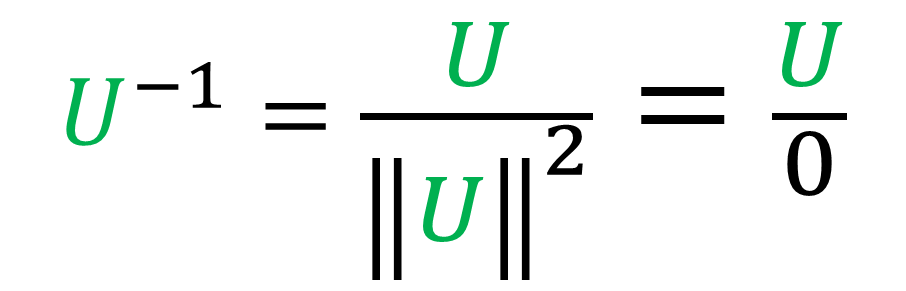 U⁻¹ = U / ‖U‖² = U / 0